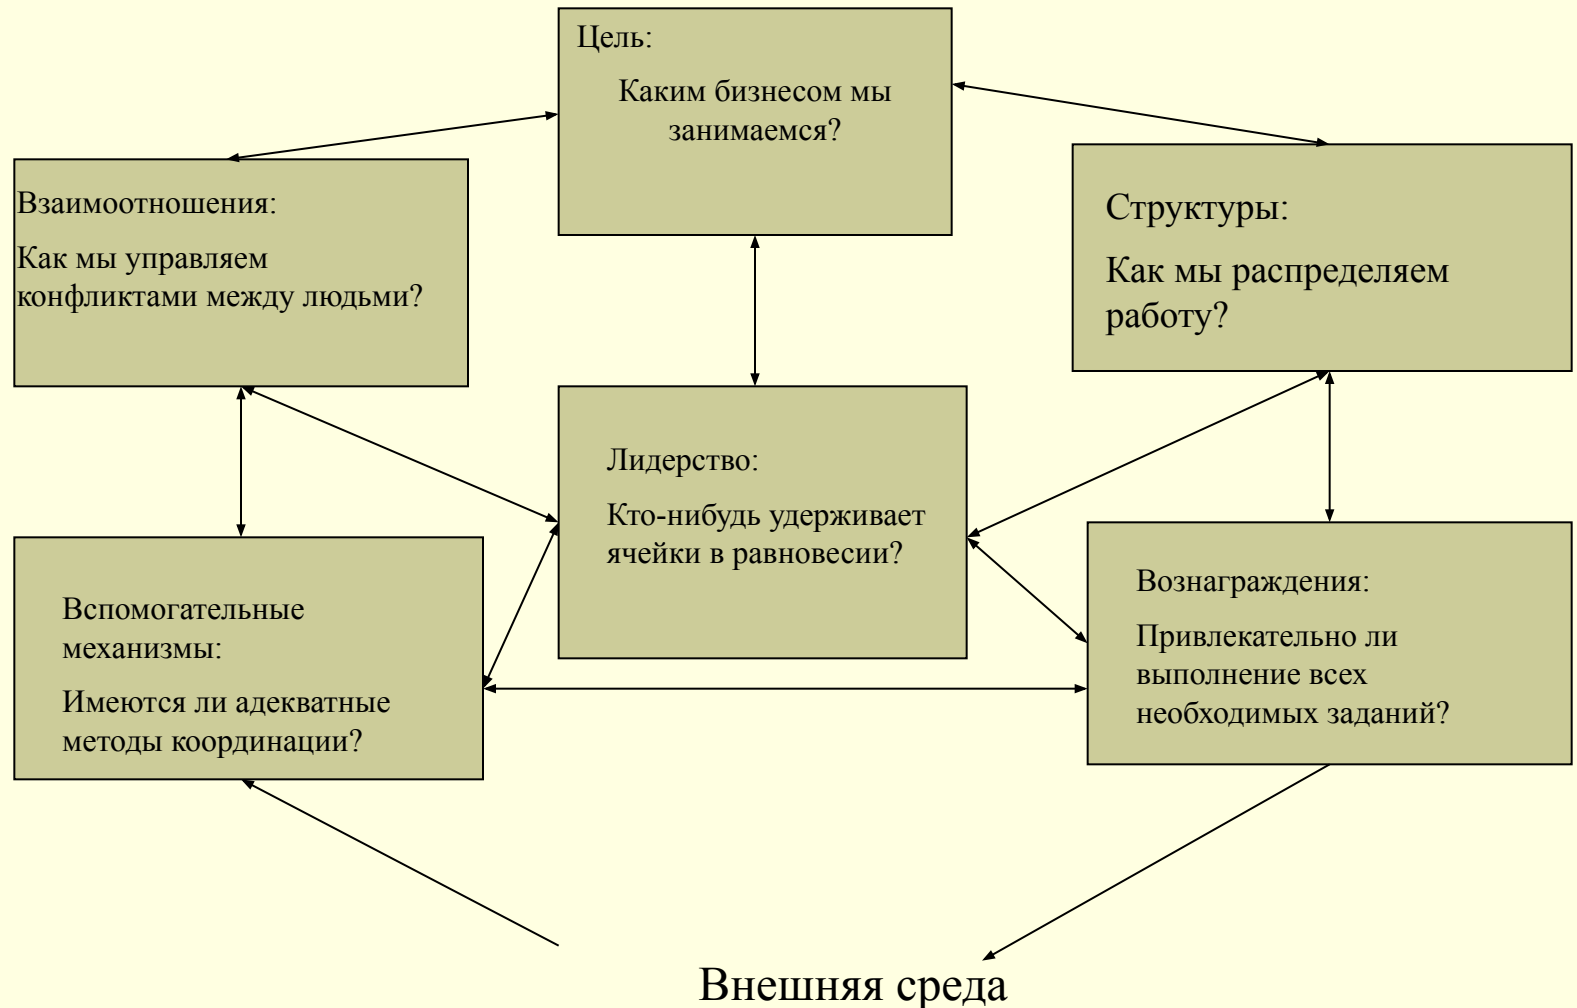 Цель:
Каким бизнесом мы
занимаемся?
Взаимоотношения:
Как мы управляем
конфликтами между людьми?
Структуры:
Как мы распределяем
работу?
Лидерство:
Кто-нибудь удерживает
ячейки в равновесии?
Вспомогательные
механизмы:
Имеются ли адекватные
методы координации?
Вознаграждения:
Привлекательно ли
выполнение всех
необходимых заданий?
Внешняя среда